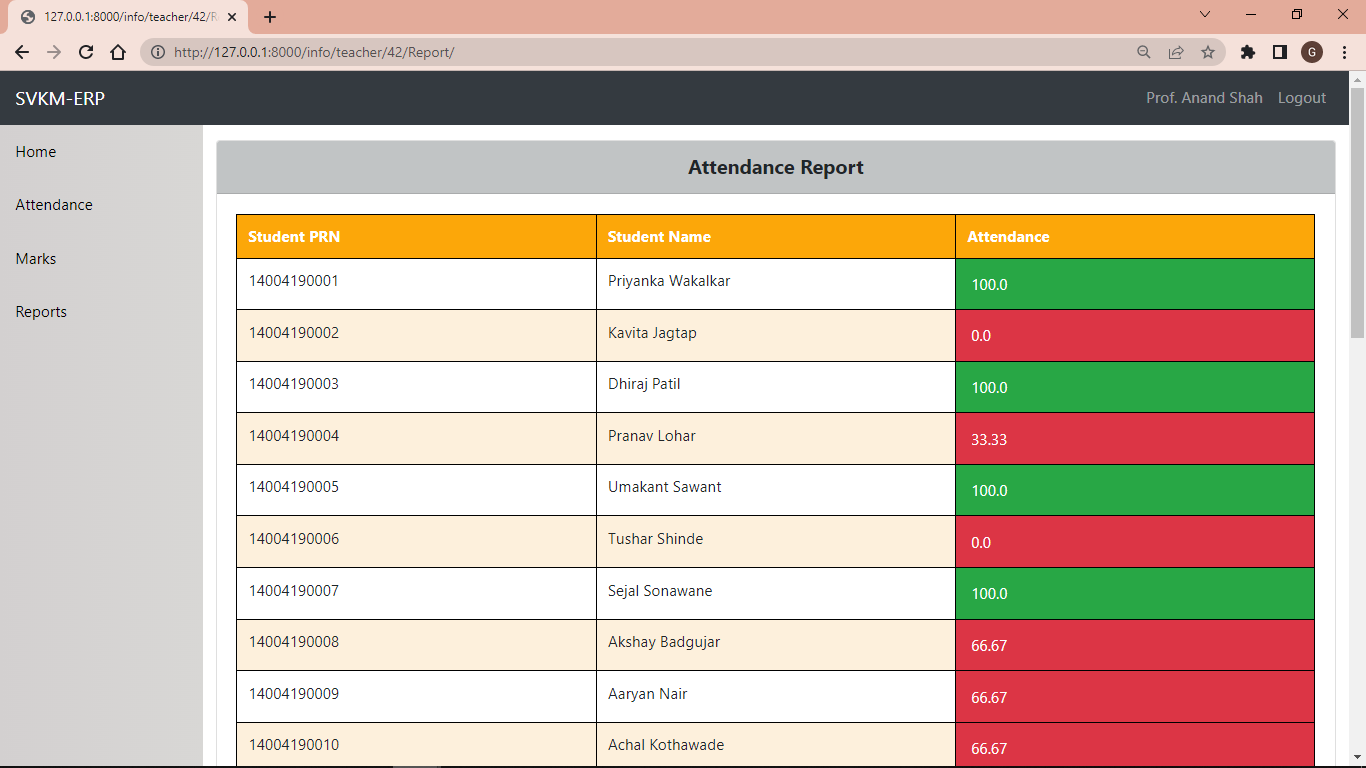 127.0.0.1:8000/info/teacher/42/R
http://127.0.0.1:8000/info/teacher/42/Report/
G
SVKM-ERP
Prof. Anand Shah Logout
Home
Attendance
Marks
Reports
Attendance Report
Student PRN Student Name Attendance
14004190001 Priyanka Wakalkar 100.0
14004190002 Kavita Jagtap 0.0
14004190003 Dhiraj Patil 100.0
14004190004 Pranav Lohar 33.33
14004190005 Umakant Sawant 100.0
14004190006 Tushar Shinde 0.0
14004190007 Sejal Sonawane 100.0
14004190008 Akshay Badgujar 66.67
14004190009 Aaryan Nair 66.67
14004190010 Achal Kothawade 66.67